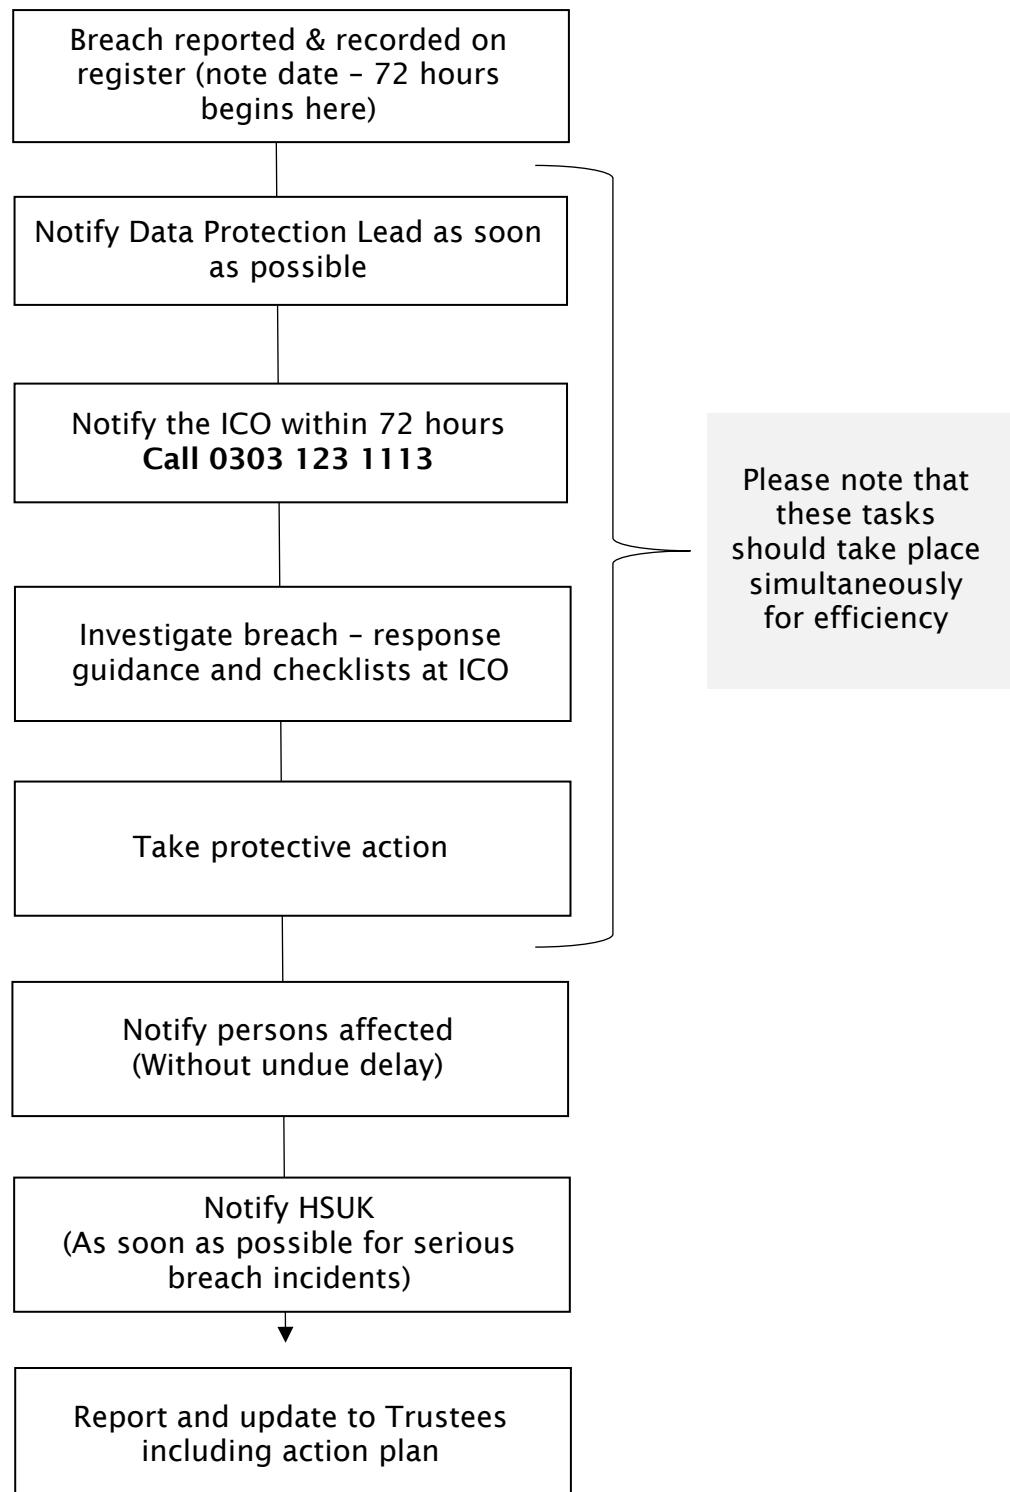 Breach reported & recorded on
register (note date – 72 hours
begins here)
Notify Data Protection Lead as soon
as possible
Notify the ICO within 72 hours
Call 0303 123 1113
Investigate breach – response
guidance and checklists at ICO
Take protective action
Please note that
these tasks
should take place
simultaneously
for efficiency
Notify persons affected
(Without undue delay)
Notify HSUK
(As soon as possible for serious
breach incidents)
Report and update to Trustees
including action plan